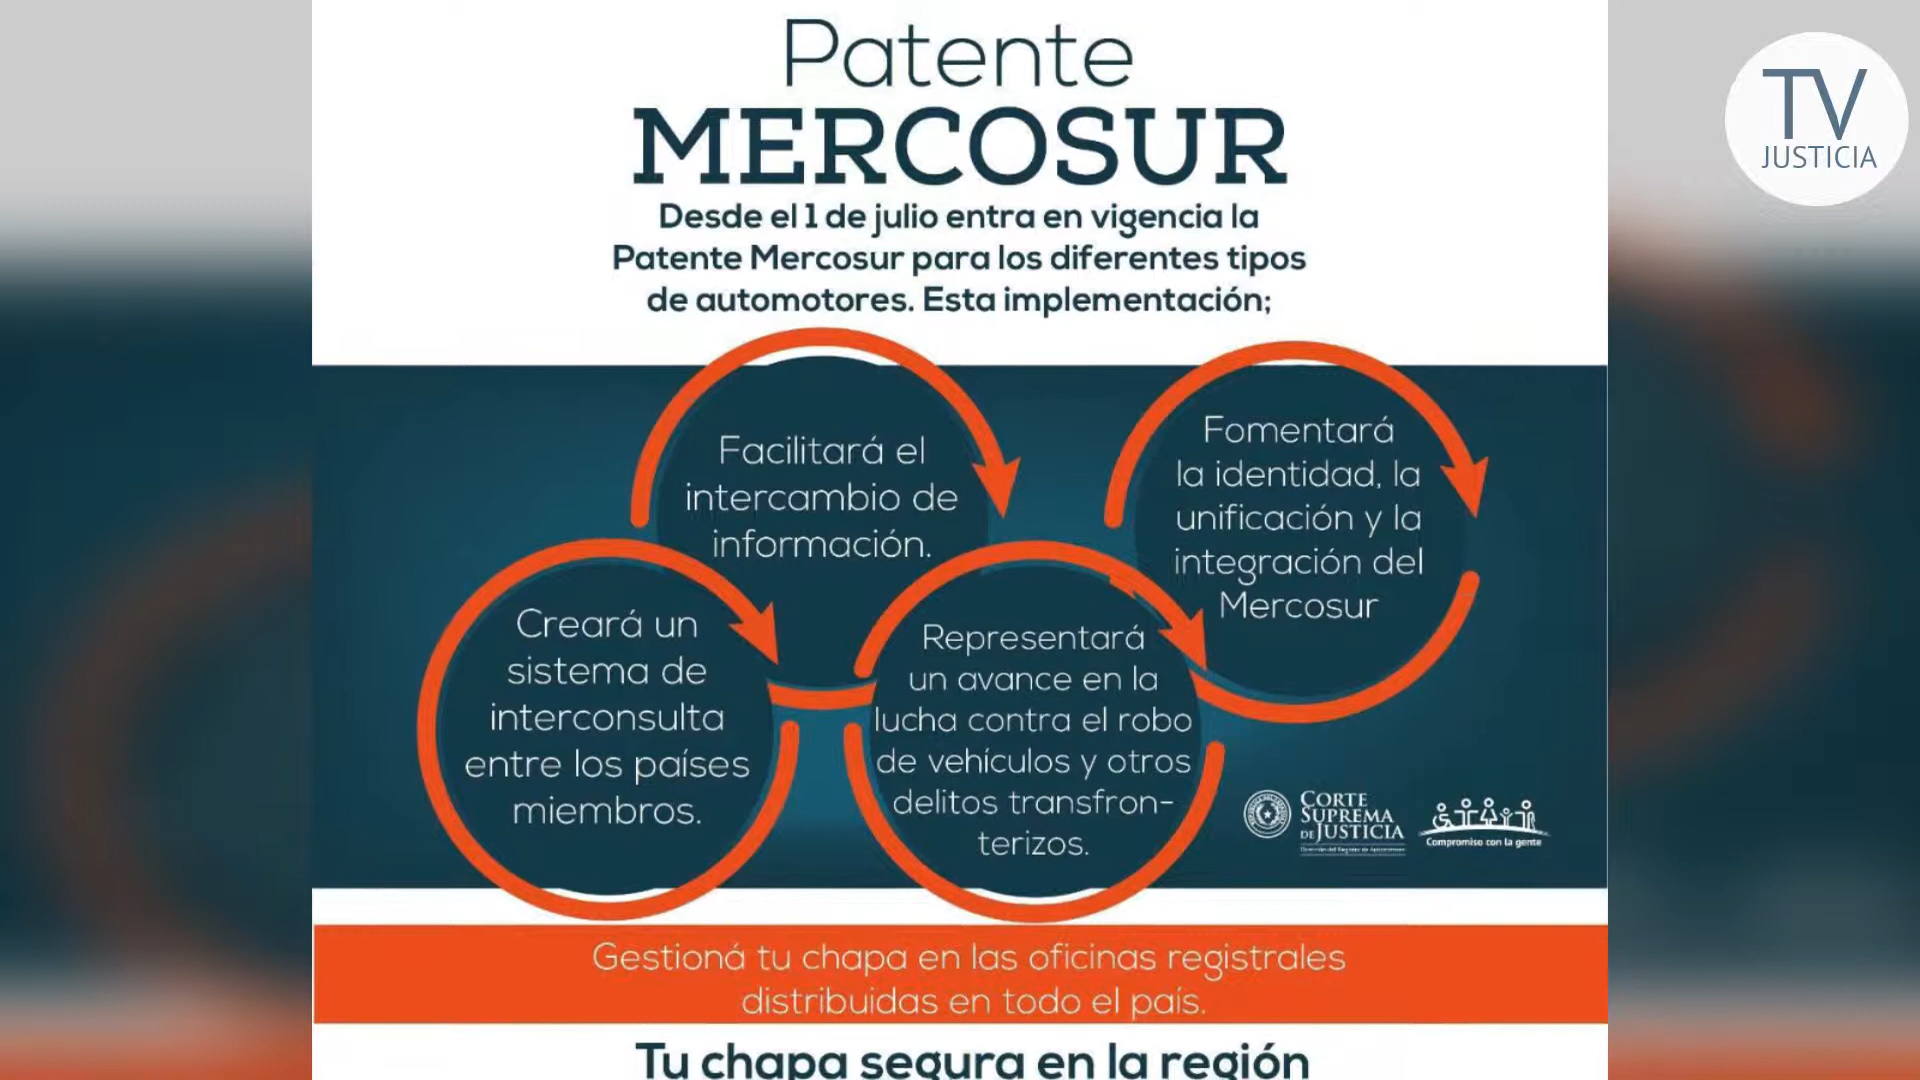 Patente
MERCOSUR
Desde el 1 de julio entra en vigencia la
Patente Mercosur para los diferentes tipos
de automotores. Esta implementación;
Creará un
sistema de
interconsulta
entre los países
miembros.
Facilitará el
intercambio de
información.
Representará
un avance en la
lucha contra el robo
de vehículos y otros
delitos transfron-
terizos.
Fomentará
la identidad, la
unificación y la
integración del
Mercosur
CORTE
SUPREMA
DE JUSTICIA
Compromiso con la gente
Gestioná tu chapa en las oficinas registrales
distribuidas en todo el país.
Tu chapa segura en la región
TV
JUSTICIA